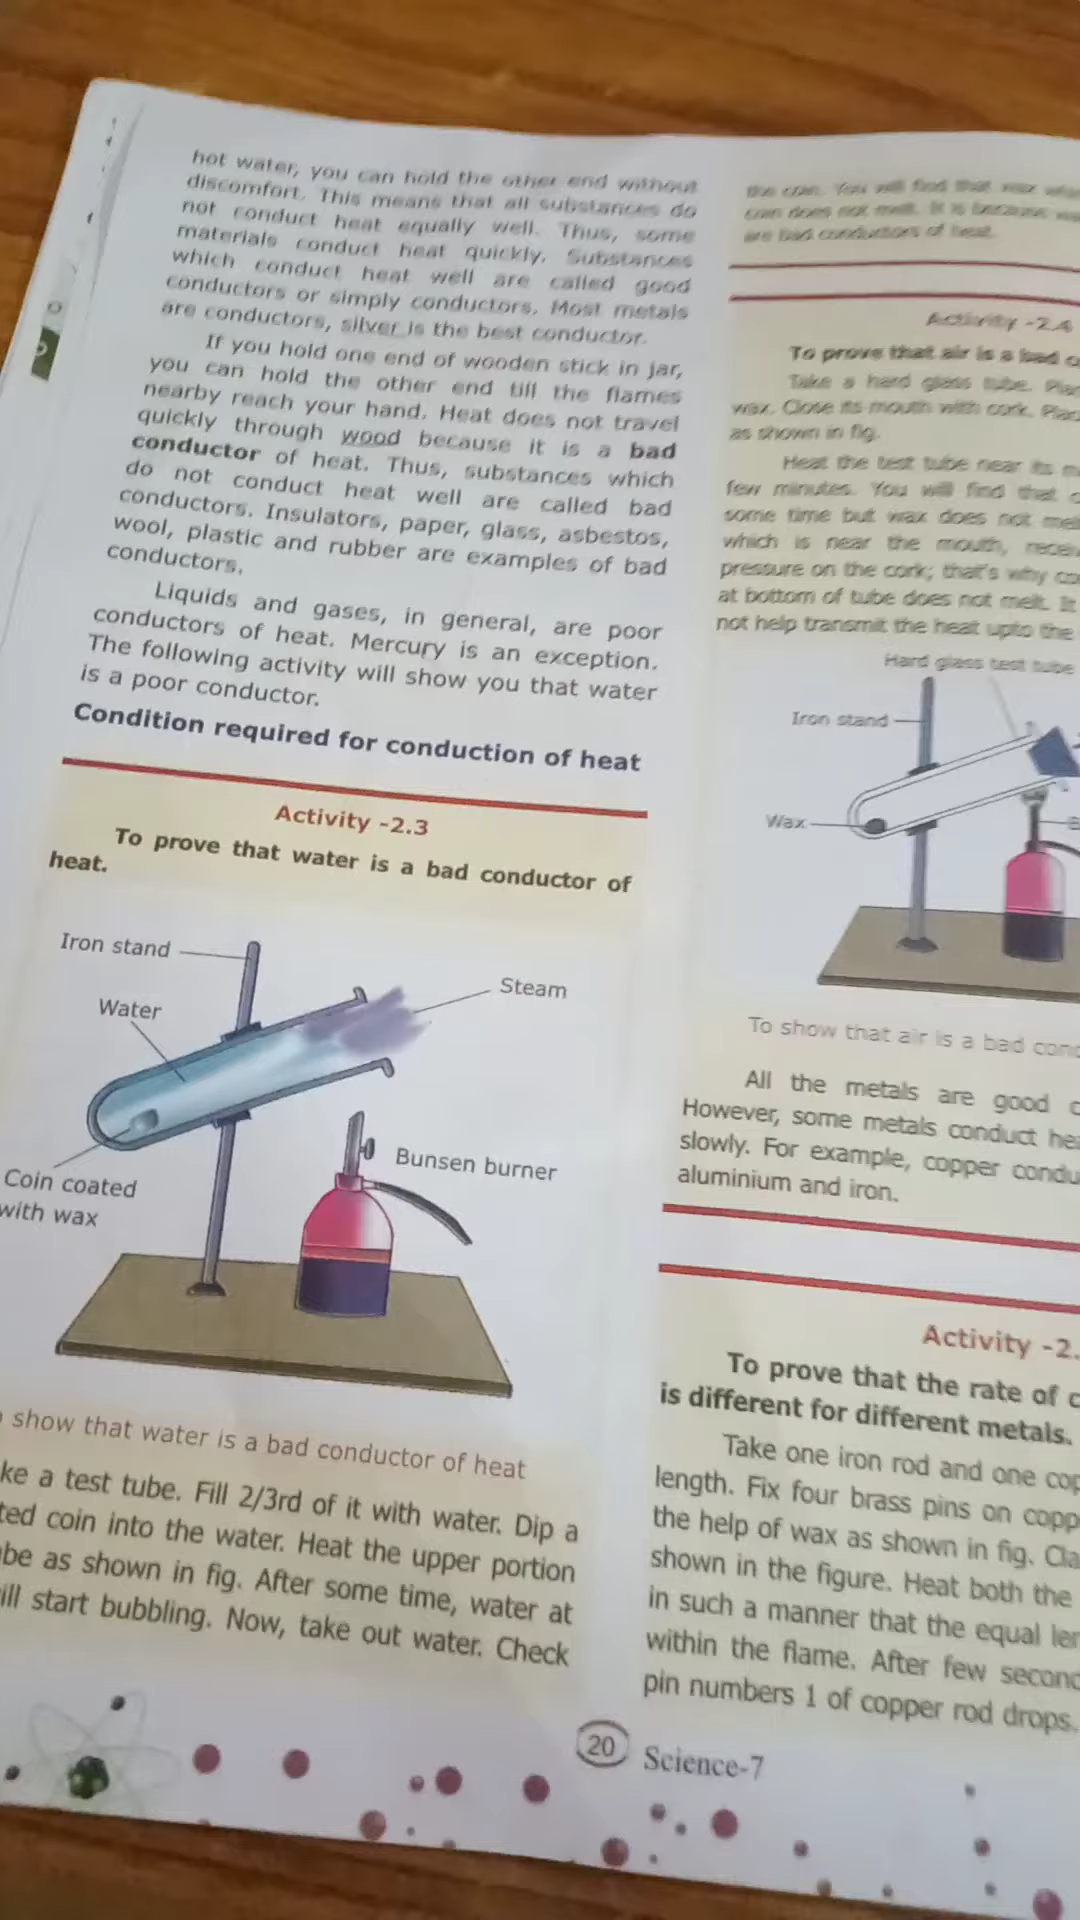 hot water, you can hold the other end without
discomfort. This means that all substances do
not conduct heat equally well. Thus, some
materials conduct heat quickly. Substances
which conduct heat well are called good
conductors or simply conductors. Most metals
are conductors, silver is the best conductor.
If you hold one end of wooden stick in jar,
you can hold the other end till the flames
nearby reach your hand. Heat does not travel
quickly through wood because it is a bad
conductor of heat. Thus, substances which
do not conduct heat well are called bad
conductors. Insulators, paper, glass, asbestos,
wool, plastic and rubber are examples of bad
conductors.
Liquids and gases, in general, are poor
conductors of heat. Mercury is an exception.
The following activity will show you that water
is a poor conductor.
Condition required for conduction of heat
Activity -2.3
To prove that water is a bad conductor of
heat.
Iron stand
Water
Steam
Bunsen burner
Coin coated
with wax
show that water is a bad conductor of heat
ke a test tube. Fill 2/3rd of it with water. Dip a
ted coin into the water. Heat the upper portion
be as shown in fig. After some time, water at
ill start bubbling. Now, take out water. Check
the coin. You will find that wax
coin does not melt. It is because
are bad conductors of heat.
Activity -2.4
To prove that air is a bad
Take a hard glass tube.
wax. Close its mouth with cork.
as shown in fig.
Heat the test tube near its
few minutes. You will find that
some time but wax does not
which is near the mouth,
pressure on the cork; that's why
at bottom of tube does not melt. It
not help transmit the heat upto the
Hard glass test tube
Iron stand
Wax
To show that air is a bad
All the metals are good
However, some metals conduct
slowly. For example, copper
aluminium and iron.
Activity -2.
To prove that the rate of
is different for different metals.
Take one iron rod and one
length. Fix four brass pins on
the help of wax as shown in fig.
shown in the figure. Heat both the
in such a manner that the equal
within the flame. After few
pin numbers 1 of copper rod drops.
20 Science-7